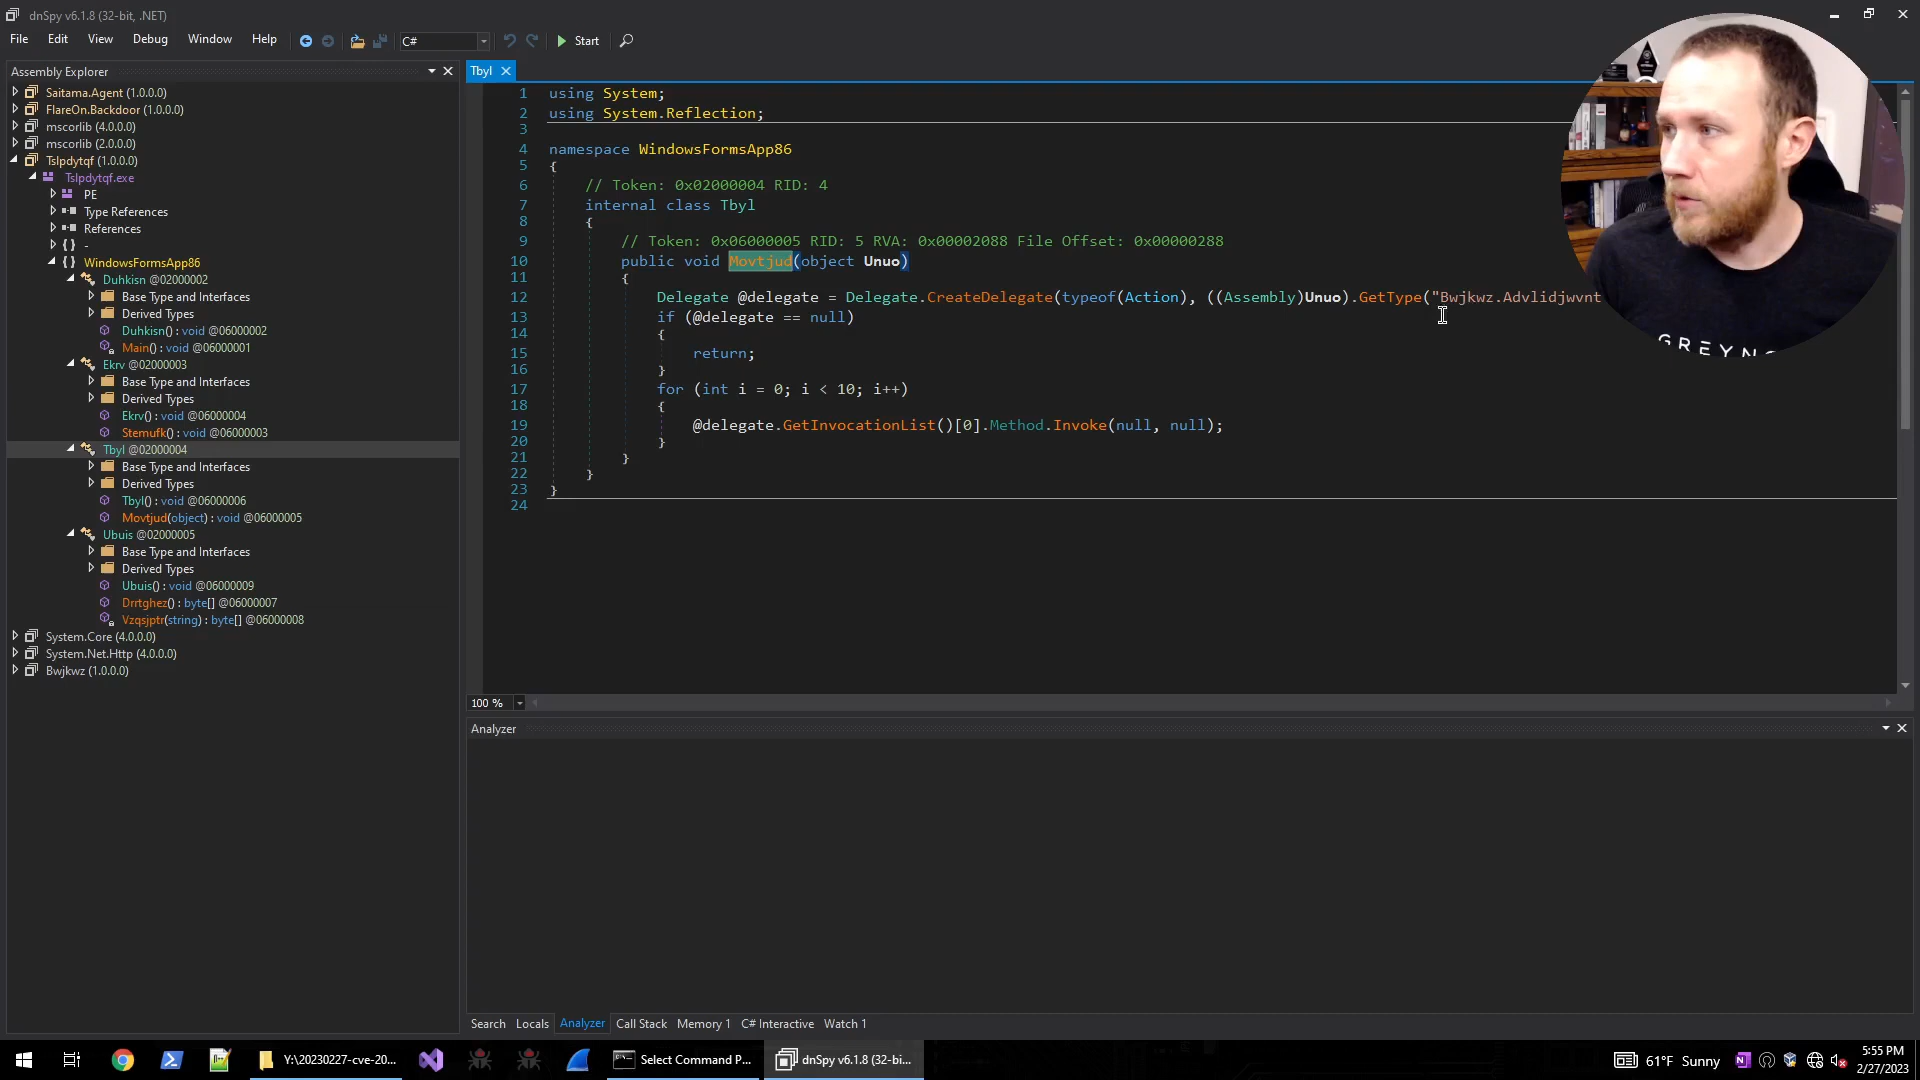 dnSpy v6.1.8 (32-bit, .NET)
File Edit View Debug Window Help C# Start
Assembly Explorer
Saitama.Agent (1.0.0.0)
FlareOn.Backdoor (1.0.0.0)
mscorlib (4.0.0.0)
mscorlib (2.0.0.0)
Tslpdytqf (1.0.0.0)
Tslpdytqf.exe
PE
Type References
References
{ } -
{ } WindowsFormsApp86
Duhkisn @02000002
Base Type and Interfaces
Derived Types
Duhkisn() : void @06000002
Main() : void @06000001
Ekrv @02000003
Base Type and Interfaces
Derived Types
Ekrv() : void @06000004
Stemufk() : void @06000003
Tbyl @02000004
Base Type and Interfaces
Derived Types
Tbyl() : void @06000006
Movtjud(object) : void @06000005
Ubuis @02000005
Base Type and Interfaces
Derived Types
Ubuis() : void @06000009
Drrtghez() : byte[] @06000007
Vzqsjptr(string) : byte[] @06000008
System.Core (4.0.0.0)
System.Net.Http (4.0.0.0)
Bwjkwz (1.0.0.0)
Tbyl
1 using System;
2 using System.Reflection;
3
4 namespace WindowsFormsApp86
5 {
6 // Token: 0x02000004 RID: 4
7 internal class Tbyl
8 {
9 // Token: 0x06000005 RID: 5 RVA: 0x00002088 File Offset: 0x00000288
10 public void Movtjud(object Unuo)
11 {
12 Delegate @delegate = Delegate.CreateDelegate(typeof(Action), ((Assembly)Unuo).GetType("Bwjkwz.Advlidjwvnt
13 if (@delegate == null)
14 {
15 return;
16 }
17 for (int i = 0; i < 10; i++)
18 {
19 @delegate.GetInvocationList()[0].Method.Invoke(null, null);
20 }
21 }
22 }
23 }
24
GREYN
100 %
Analyzer
Search Locals Analyzer Call Stack Memory 1 C# Interactive Watch 1
Y:\20230227-cve-20... Select Command P... dnSpy v6.1.8 (32-bi... 61°F Sunny
5:55 PM
2/27/2023